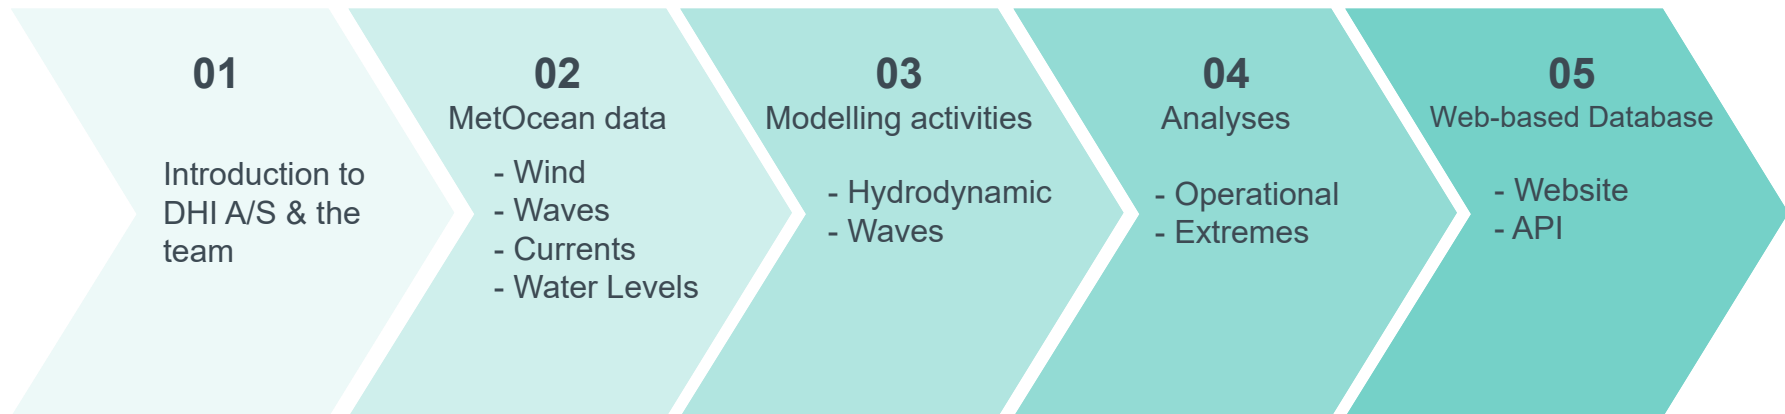 01
Introduction to
DHI A/S & the
team
02
MetOcean data
- Wind
- Waves
- Currents
- Water Levels
03
Modelling activities
- Hydrodynamic
- Waves
04
Analyses
- Operational
- Extremes
05
Web-based Database
- Website
- API